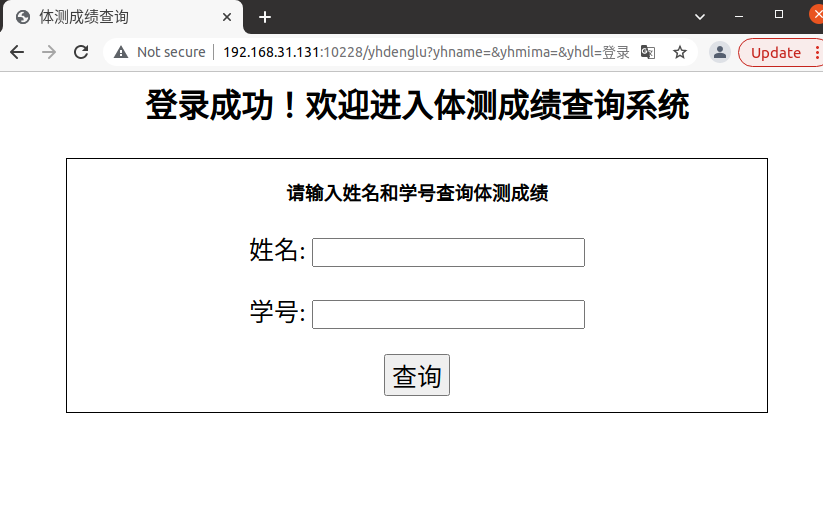 体测成绩查询
Not secure 192.168.31.131:10228/yhdenglu?yhname=&yhmima=&yhdl=登录
Update
登录成功！欢迎进入体测成绩查询系统
请输入姓名和学号查询体测成绩
姓名:
学号:
查询